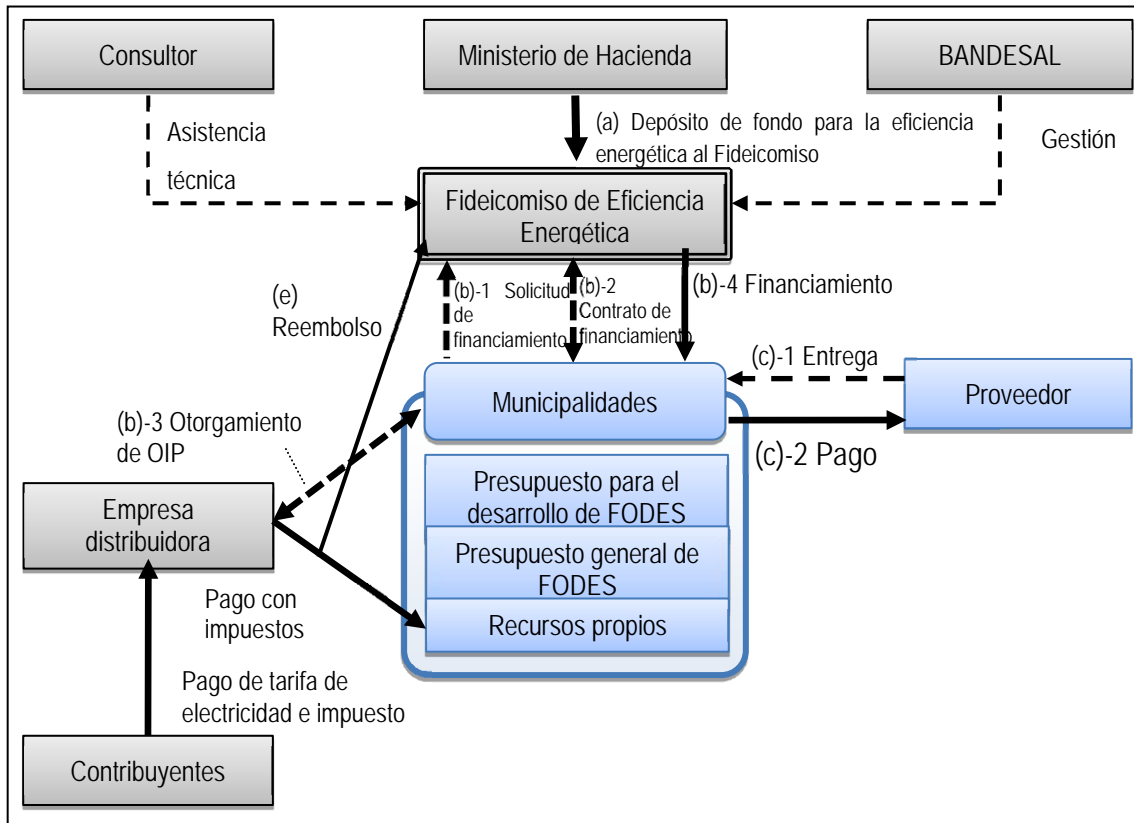 Consultor
Ministerio de Hacienda
BANDESAL
Asistencia
técnica
(a) Depósito de fondo para la eficiencia
energética al Fideicomiso
Gestión
Fideicomiso de Eficiencia
Energética
(e)
Reembolso
(b)-1 Solicitud
de
financiamiento
(b)-2
Contrato de
financiamiento
(b)-4 Financiamiento
(c)-1 Entrega
Municipalidades
Proveedor
(b)-3 Otorgamiento
de OIP
(c)-2 Pago
Presupuesto para el
desarrollo de FODES
Empresa
distribuidora
Presupuesto general de
FODES
Pago con
impuestos
Recursos propios
Pago de tarifa de
electricidad e impuesto
Contribuyentes